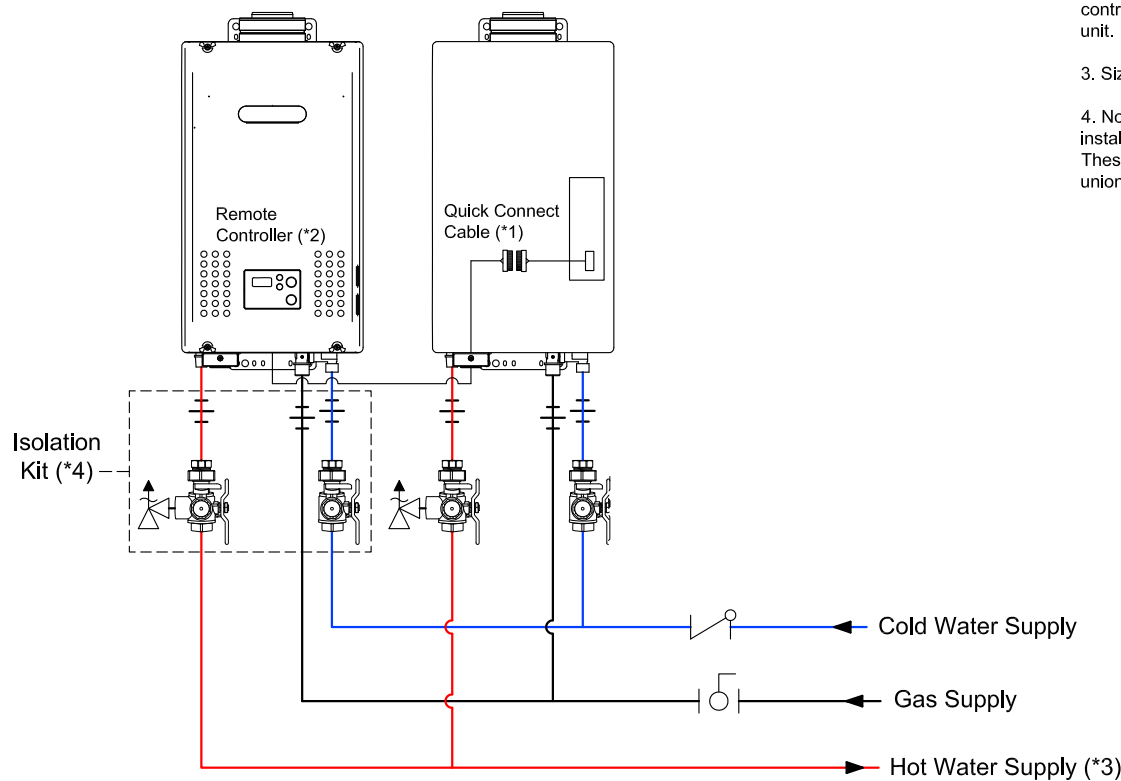 contr
unit.
3. Siz
4. No
instal
Thes
union
Remote
Controller (*2)
Quick Connect
Cable (*1)
Isolation
Kit (*4)
Cold Water Supply
Gas Supply
Hot Water Supply (*3)